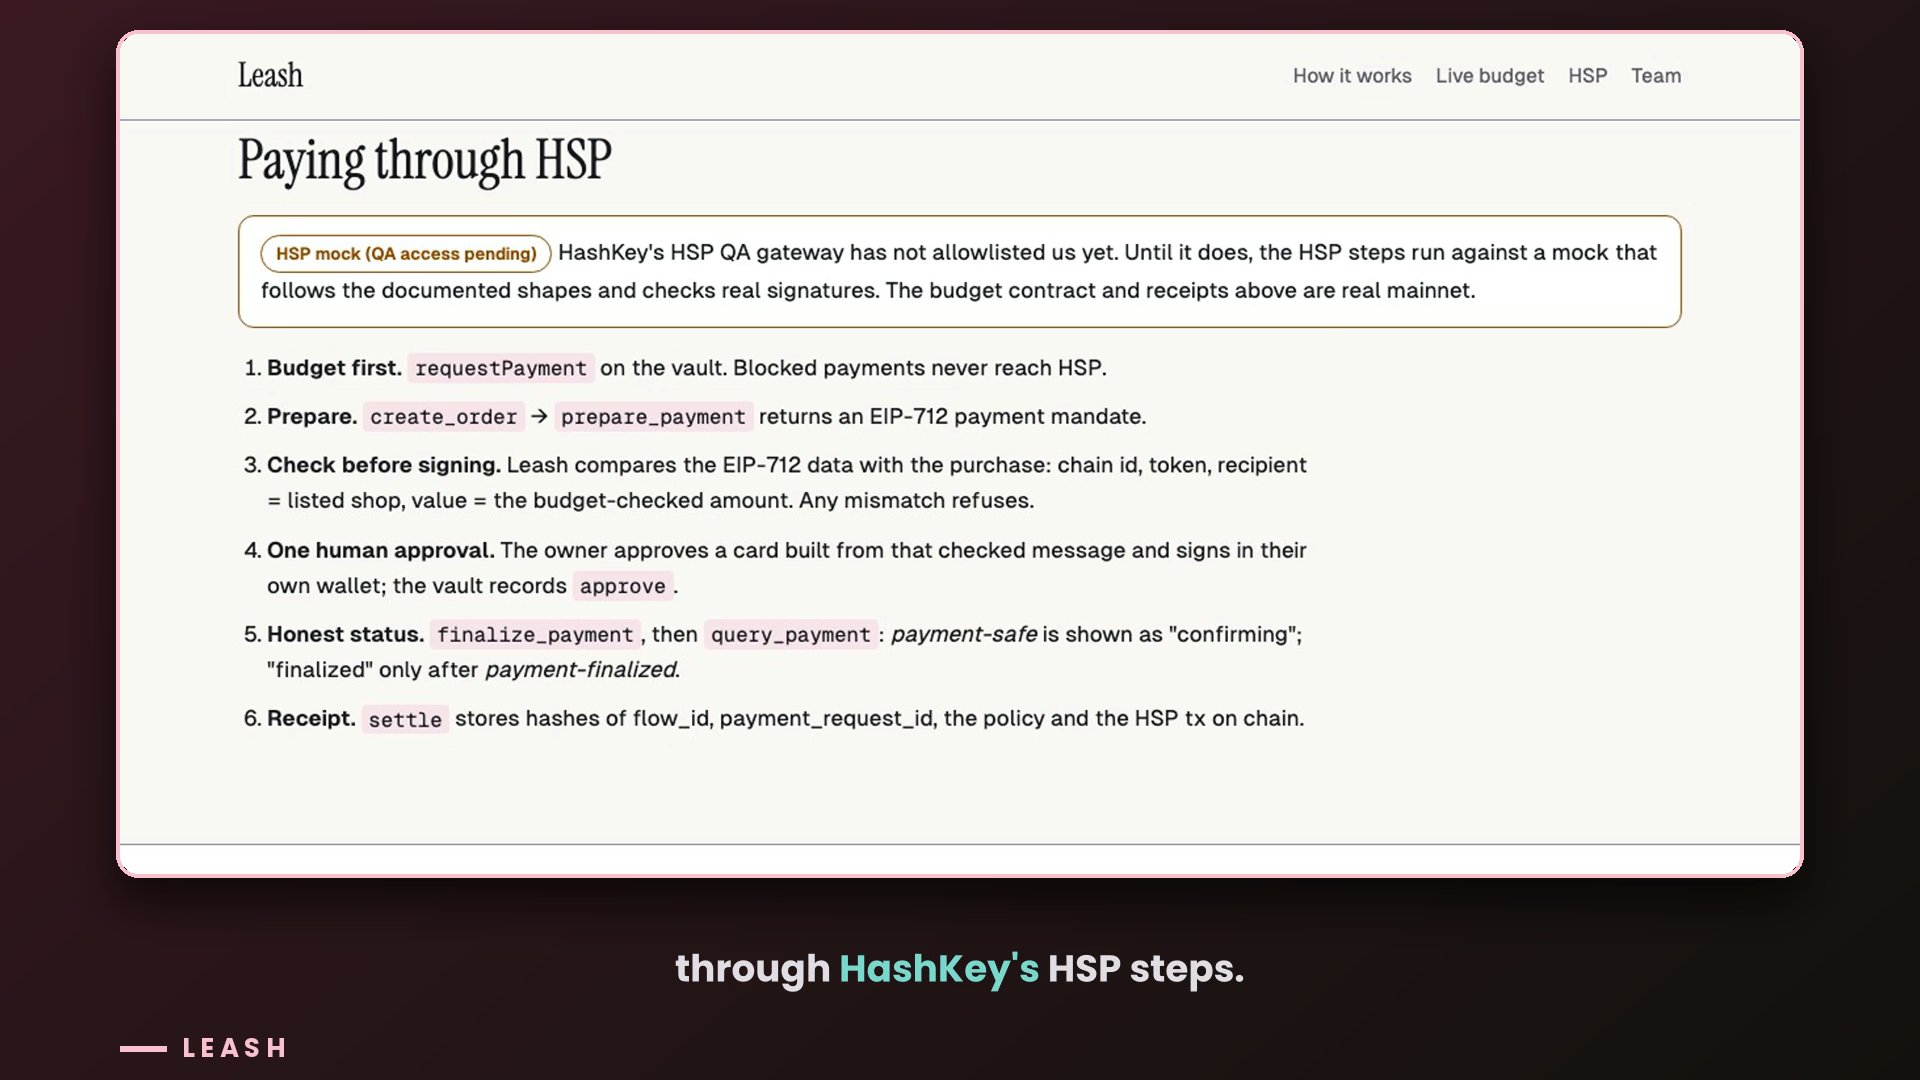 Leash
How it works Live budget HSP Team
Paying through HSP
HSP mock (QA access pending) HashKey's HSP QA gateway has not allowlisted us yet. Until it does, the HSP steps run against a mock that
follows the documented shapes and checks real signatures. The budget contract and receipts above are real mainnet.
1. Budget first. requestPayment on the vault. Blocked payments never reach HSP.
2. Prepare. create_order → prepare_payment returns an EIP-712 payment mandate.
3. Check before signing. Leash compares the EIP-712 data with the purchase: chain id, token, recipient
= listed shop, value = the budget-checked amount. Any mismatch refuses.
4. One human approval. The owner approves a card built from that checked message and signs in their
own wallet; the vault records approve.
5. Honest status. finalize_payment, then query_payment: payment-safe is shown as "confirming";
"finalized" only after payment-finalized.
6. Receipt. settle stores hashes of flow_id, payment_request_id, the policy and the HSP tx on chain.
through HashKey's HSP steps.
LEASH